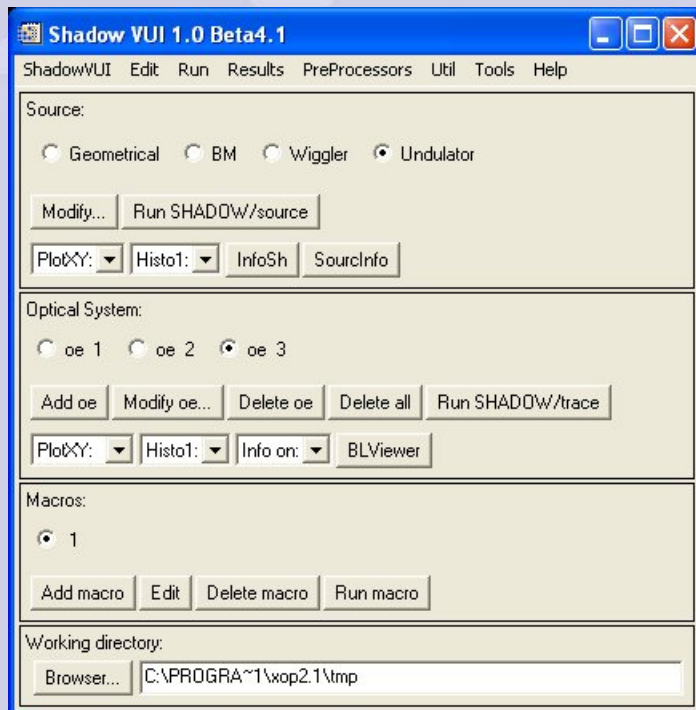 Shadow VUI 1.0 Beta4.1
ShadowVUI Edit Run Results PreProcessors Util Tools Help
Source:
Geometrical BM Wiggler Undulator
Modify... Run SHADOW/source
PlotXY: Histo1: InfoSh SourcInfo
Optical System:
oe 1 oe 2 oe 3
Add oe Modify oe... Delete oe Delete all Run SHADOW/trace
PlotXY: Histo1: Info on: BLViewer
Macros:
1
Add macro Edit Delete macro Run macro
Working directory:
Browser... C:\PROGRA~1\xop2.1\tmp